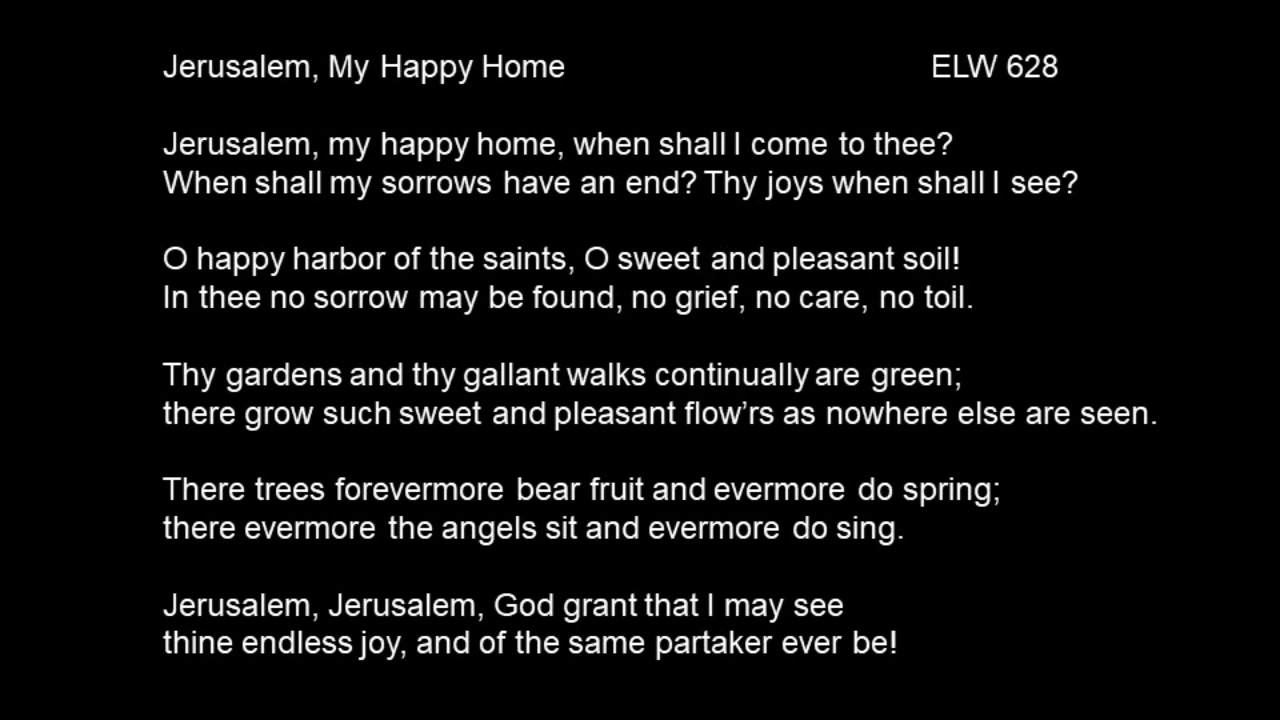 Jerusalem, My Happy Home ELW 628
Jerusalem, my happy home, when shall I come to thee?
When shall my sorrows have an end? Thy joys when shall I see?
O happy harbor of the saints, O sweet and pleasant soil!
In thee no sorrow may be found, no grief, no care, no toil.
Thy gardens and thy gallant walks continually are green;
there grow such sweet and pleasant flow’rs as nowhere else are seen.
There trees forevermore bear fruit and evermore do spring;
there evermore the angels sit and evermore do sing.
Jerusalem, Jerusalem, God grant that I may see
thine endless joy, and of the same partaker ever be!